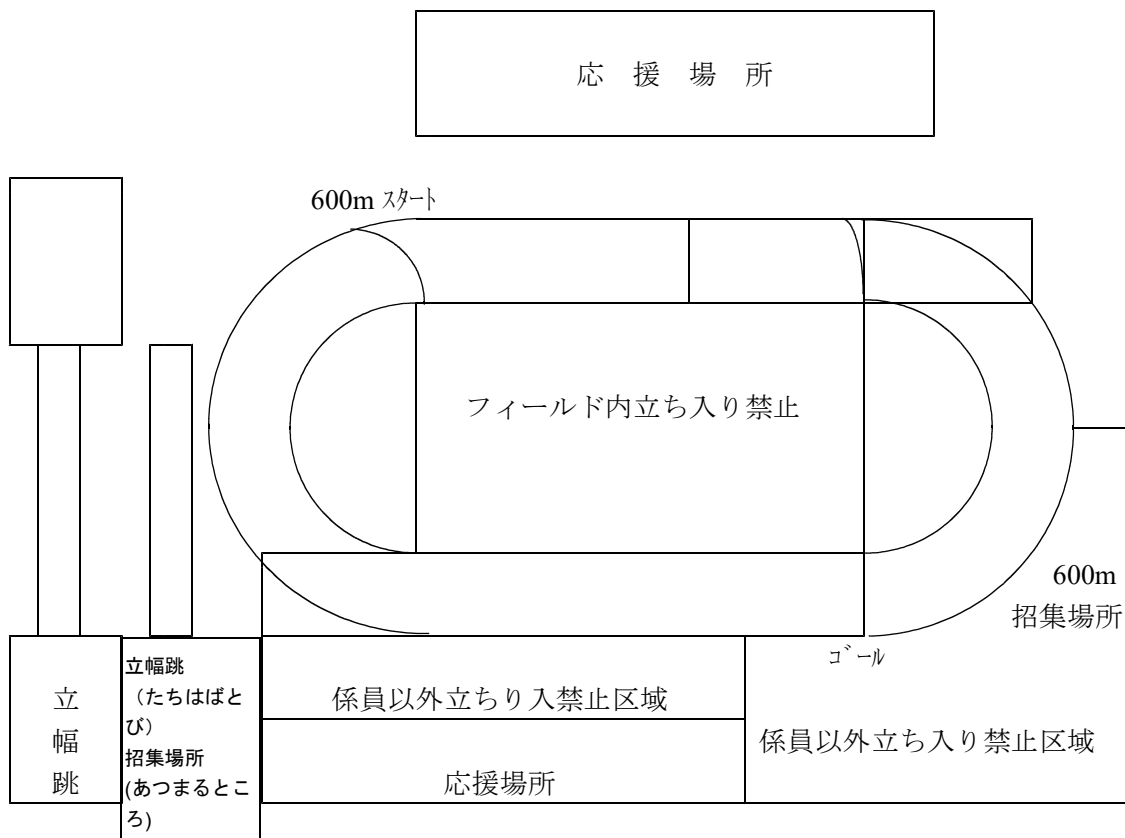 応 援 場 所
600m ｽﾀｰﾄ
フィールド内立ち入り禁止
600m
招集場所
ｺﾞｰﾙ
立
幅
跳
立幅跳
（たちはばと
び）
招集場所
(あつまるとこ
ろ)
係員以外立ちり入禁止区域
応援場所
係員以外立ち入り禁止区域